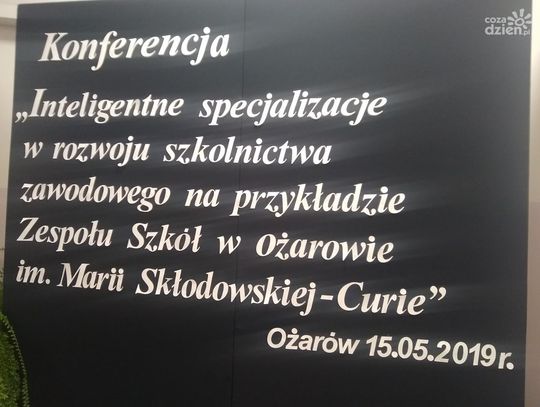 cozadzien.pl
Konferencja
„Inteligentne specjalizacje
w rozwoju szkolnictwa
zawodowego na przykładzie
Zespołu Szkół w Ożarowie
im. Marii Skłodowskiej-Curie”
Ożarów 15.05.2019r.